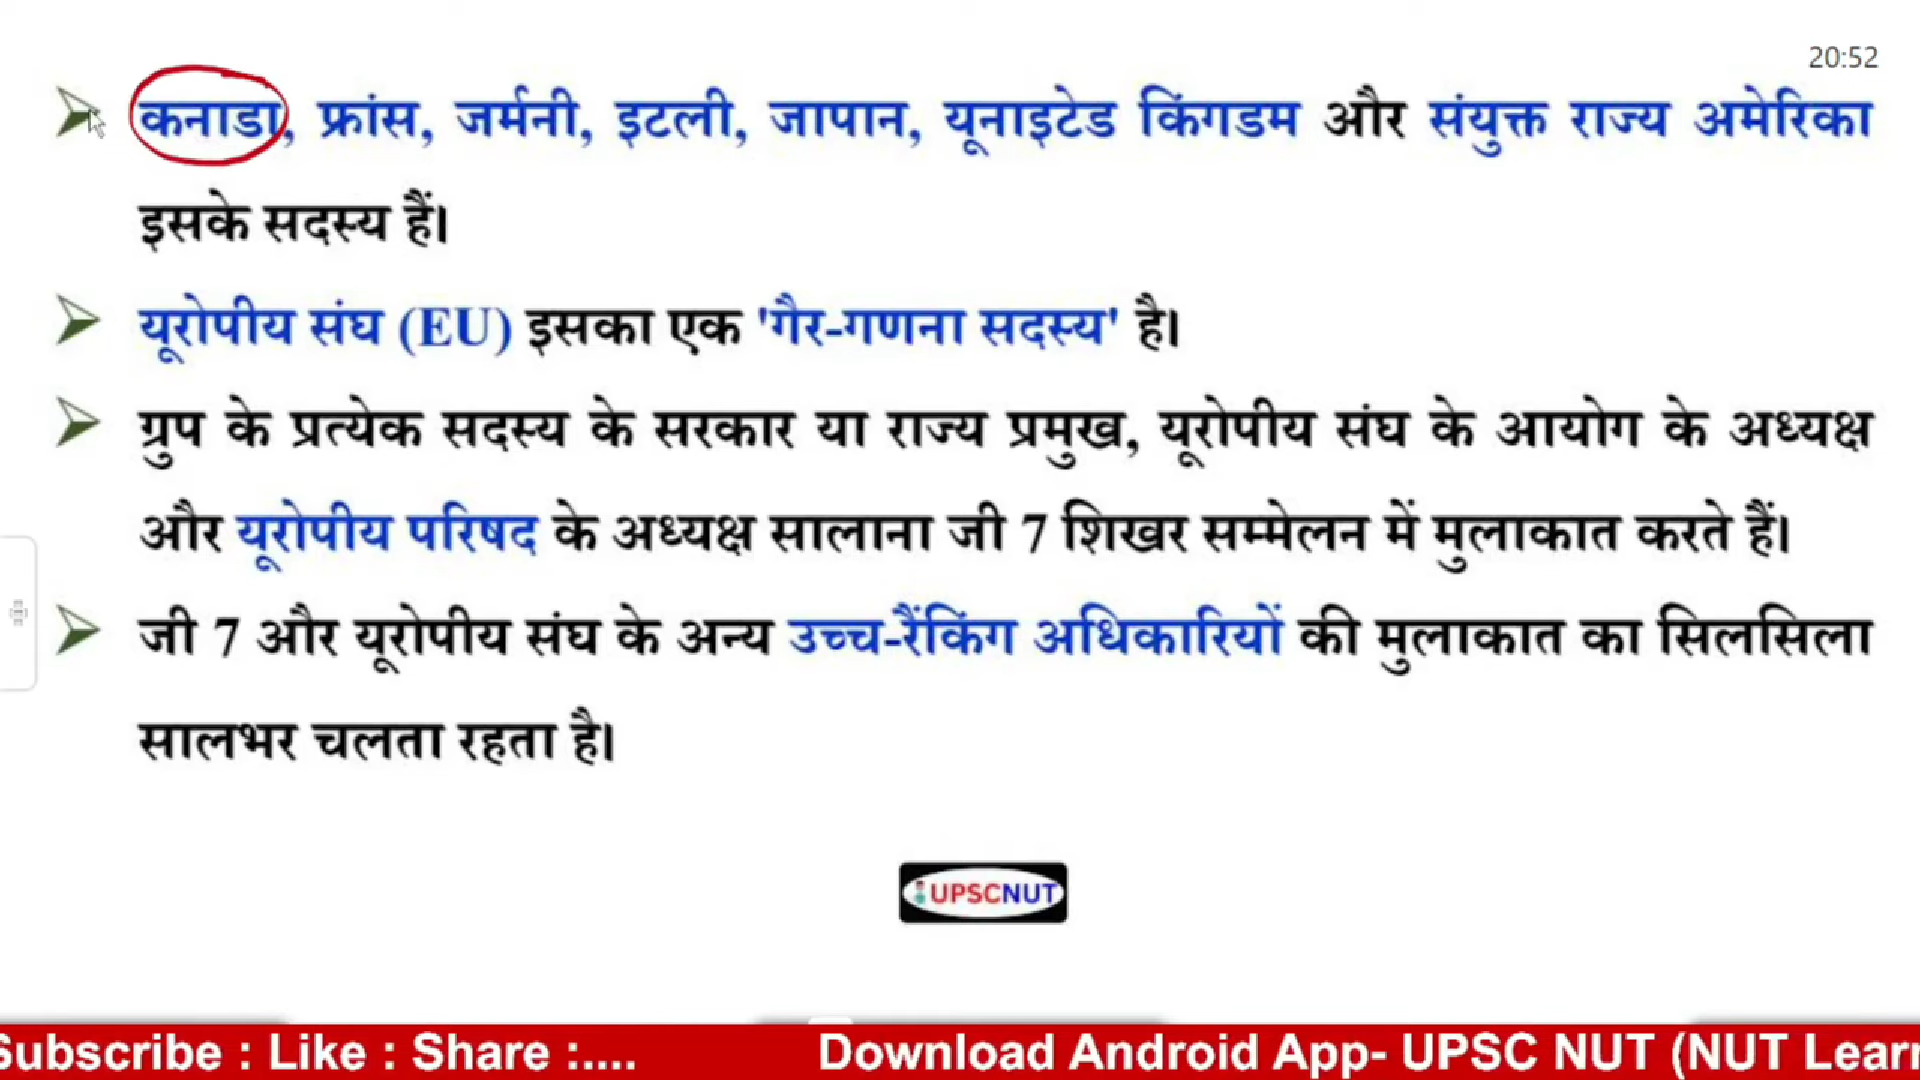 20:52
कनाडा, फ्रांस, जर्मनी, इटली, जापान, यूनाइटेड किंगडम और संयुक्त राज्य अमेरिका
इसके सदस्य हैं।
यूरोपीय संघ (EU) इसका एक 'गैर-गणना सदस्य' है।
ग्रुप के प्रत्येक सदस्य के सरकार या राज्य प्रमुख, यूरोपीय संघ के आयोग के अध्यक्ष
और यूरोपीय परिषद के अध्यक्ष सालाना जी 7 शिखर सम्मेलन में मुलाकात करते हैं।
जी 7 और यूरोपीय संघ के अन्य उच्च-रैंकिंग अधिकारियों की मुलाकात का सिलसिला
सालभर चलता रहता है।
UPSCNUT
Subscribe : Like : Share :.... Download Android App- UPSC NUT (NUT Learn